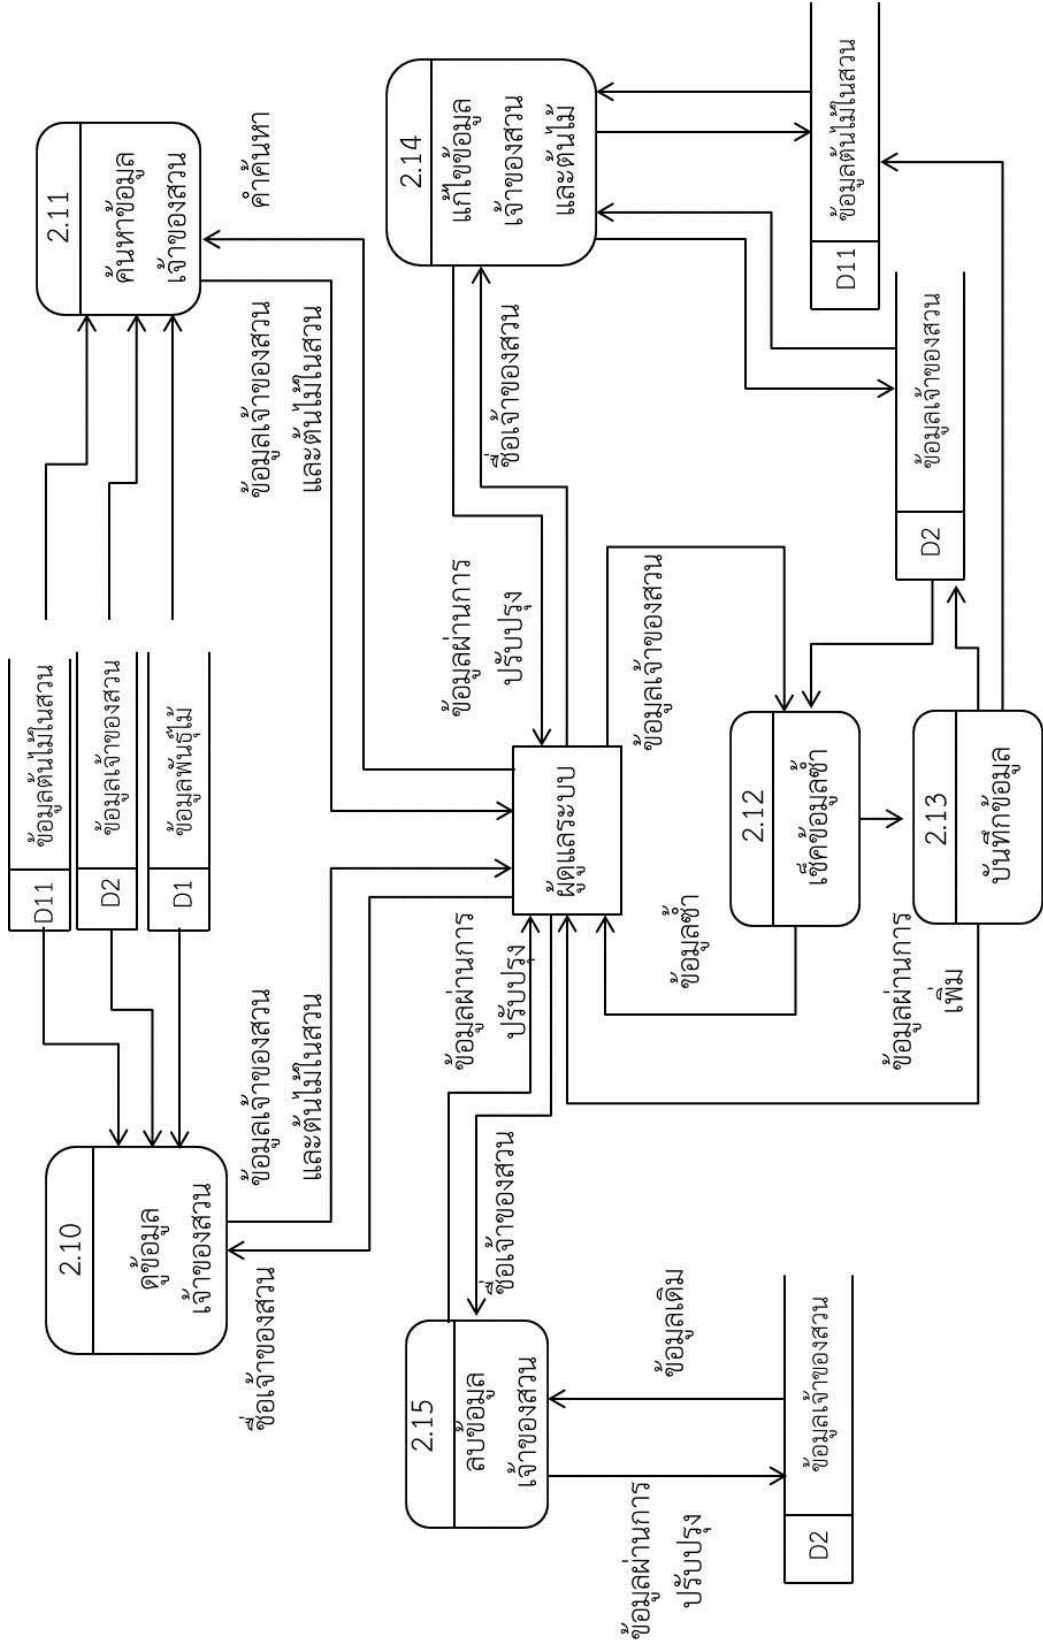 2.10
ดูข้อมูล
เจ้าของสวน
D11
ข้อมูลต้นไม้ในสวน
D2
ข้อมูลเจ้าของสวน
D1
ข้อมูลพันธุ์ไม้
2.11
ค้นหาข้อมูล
เจ้าของสวน
ชื่อเจ้าของสวน
ข้อมูลเจ้าของสวน
และต้นไม้ในสวน
ข้อมูลเจ้าของสวน
และต้นไม้ในสวน
คำค้นหา
2.15
ลบข้อมูล
เจ้าของสวน
ชื่อเจ้าของสวน
ข้อมูลผ่านการ
ปรับปรุง
ผู้ดูแลระบบ
ข้อมูลผ่านการ
ปรับปรุง
ชื่อเจ้าของสวน
2.14
แก้ไขข้อมูล
เจ้าของสวน
และต้นไม้
ข้อมูลผ่านการ
ปรับปรุง
ข้อมูลเดิม
ข้อมูลซ้ำ
ข้อมูลเจ้าของสวน
2.12
เช็คข้อมูลซ้ำ
D2
ข้อมูลเจ้าของสวน
D11
ข้อมูลต้นไม้ในสวน
ข้อมูลผ่านการ
เพิ่ม
2.13
บันทึกข้อมูล
D2
ข้อมูลเจ้าของสวน